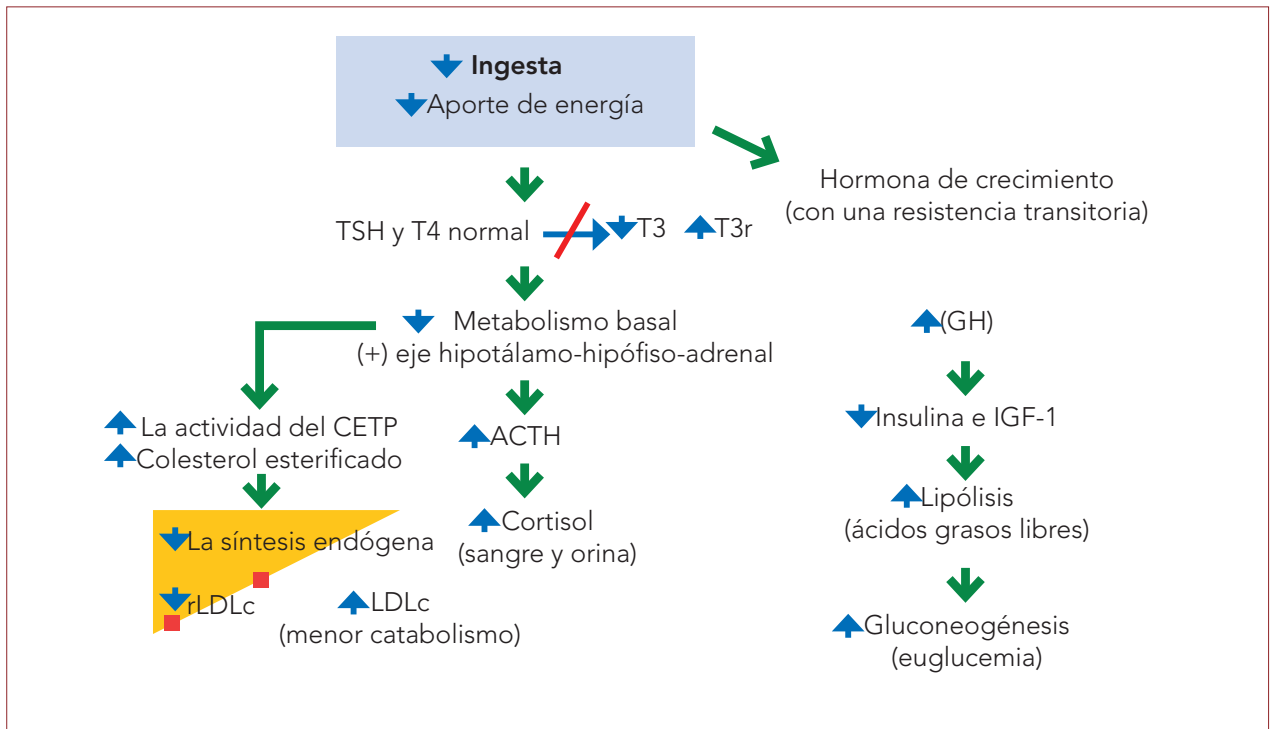 Ingesta
Aporte de energía
Hormona de crecimiento
(con una resistencia transitoria)
TSH y T4 normal
T3
T3r
Metabolismo basal
(+) eje hipotálamo-hipófiso-adrenal
(GH)
La actividad del CETP
Colesterol esterificado
ACTH
Insulina e IGF-1
La síntesis endógena
Cortisol
(sangre y orina)
Lipólisis
(ácidos grasos libres)
rLDLc
LDLc
(menor catabolismo)
Gluconeogénesis
(euglucemia)